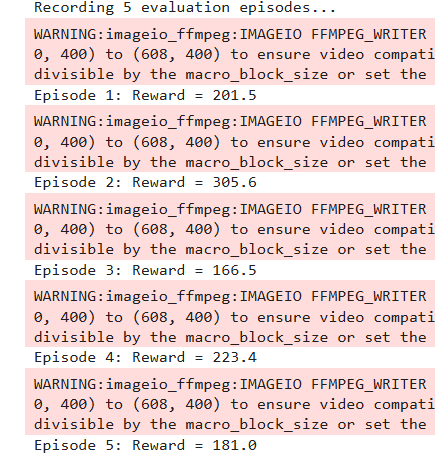 Recording 5 evaluation episodes...
WARNING:imageio_ffmpeg:IMAGEIO FFMPEG_WRITER
0, 400) to (608, 400) to ensure video compati
divisible by the macro_block_size or set the
Episode 1: Reward = 201.5
WARNING:imageio_ffmpeg:IMAGEIO FFMPEG_WRITER
0, 400) to (608, 400) to ensure video compati
divisible by the macro_block_size or set the
Episode 2: Reward = 305.6
WARNING:imageio_ffmpeg:IMAGEIO FFMPEG_WRITER
0, 400) to (608, 400) to ensure video compati
divisible by the macro_block_size or set the
Episode 3: Reward = 166.5
WARNING:imageio_ffmpeg:IMAGEIO FFMPEG_WRITER
0, 400) to (608, 400) to ensure video compati
divisible by the macro_block_size or set the
Episode 4: Reward = 223.4
WARNING:imageio_ffmpeg:IMAGEIO FFMPEG_WRITER
0, 400) to (608, 400) to ensure video compati
divisible by the macro_block_size or set the
Episode 5: Reward = 181.0